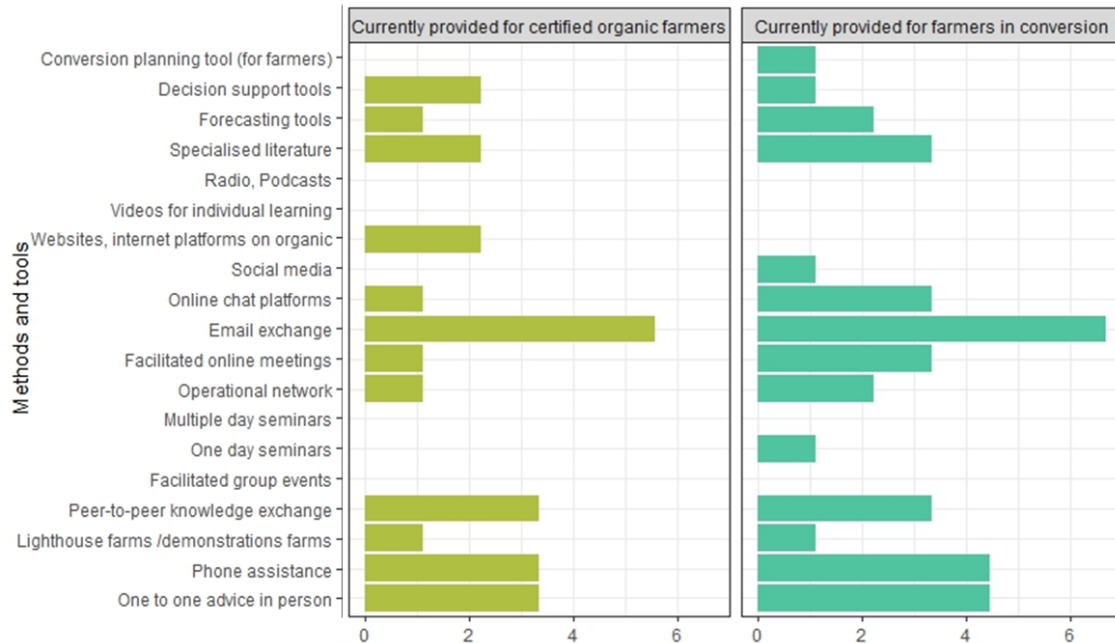 Currently provided for certified organic farmers
Currently provided for farmers in conversion
Methods and tools
Conversion planning tool (for farmers)
Decision support tools
Forecasting tools
Specialised literature
Radio, Podcasts
Videos for individual learning
Websites, internet platforms on organic
Social media
Online chat platforms
Email exchange
Facilitated online meetings
Operational network
Multiple day seminars
One day seminars
Facilitated group events
Peer-to-peer knowledge exchange
Lighthouse farms /demonstrations farms
Phone assistance
One to one advice in person
0 2 4 6
0 2 4 6